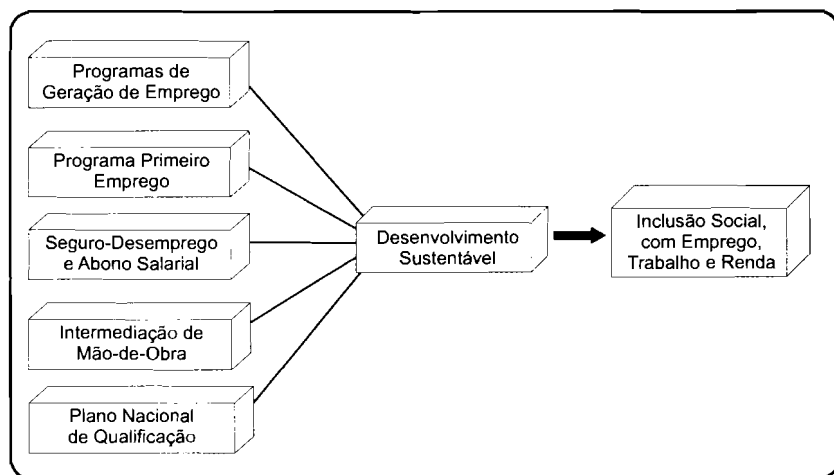 Programas de
Geração de Emprego
Programa Primeiro
Emprego
Seguro-Desemprego
e Abono Salarial
Intermediação de
Mão-de-Obra
Plano Nacional
de Qualificação
Desenvolvimento
Sustentável
Inclusão Social,
com Emprego,
Trabalho e Renda